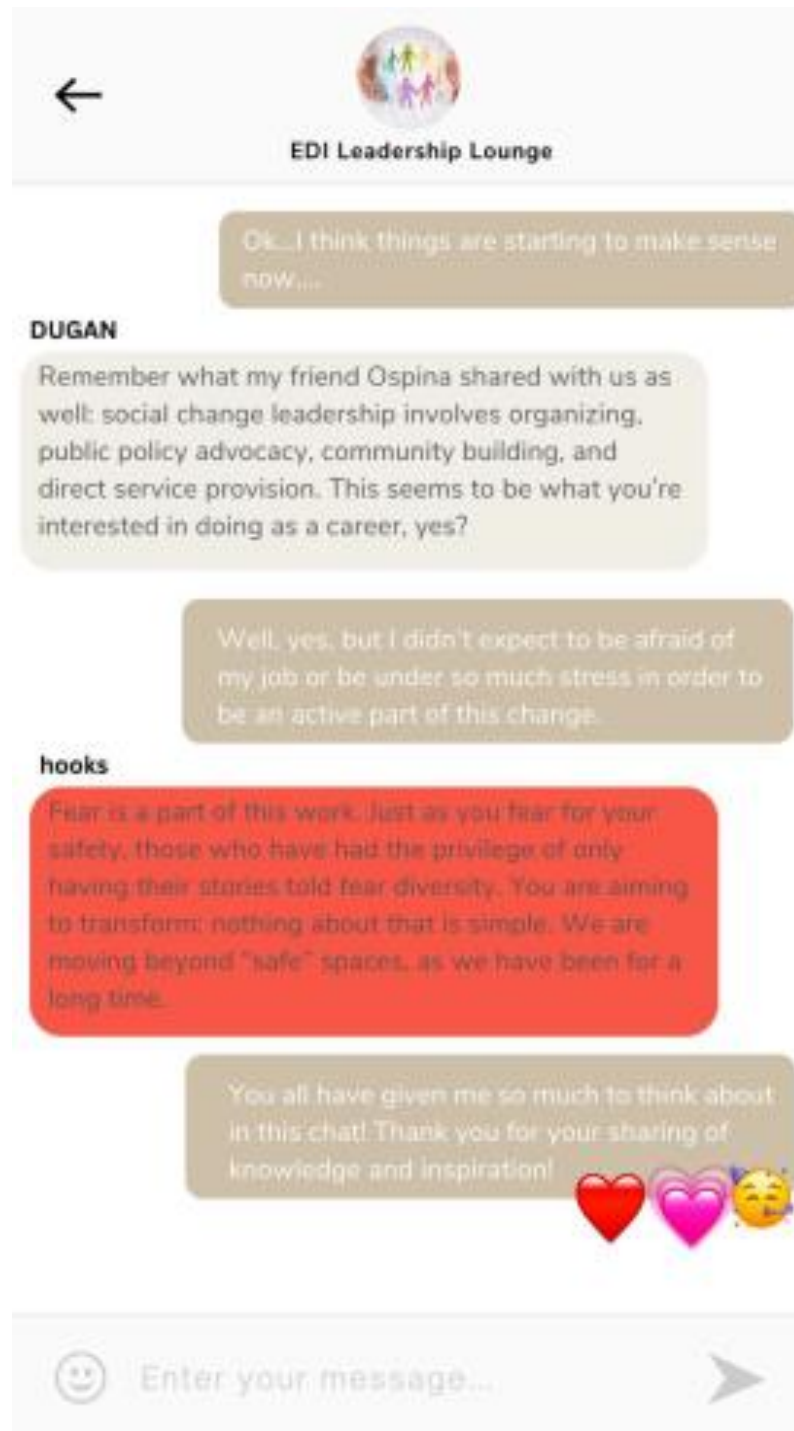 EDI Leadership Lounge
Ok...I think things are starting to make sense
now....
DUGAN
Remember what my friend Ospina shared with us as
well: social change leadership involves organizing,
public policy advocacy, community building, and
direct service provision. This seems to be what you're
interested in doing as a career, yes?
Well, yes, but I didn't expect to be afraid of
my job or be under so much stress in order to
be an active part of this change.
hooks
Fear is a part of this work. Just as you fear for your
safety, those who have had the privilege of only
having their stories told fear diversity. You are aiming
to transform: nothing about that is simple. We are
moving beyond "safe" spaces, as we have been for a
long time.
You all have given me so much to think about
in this chat! Thank you for your sharing of
knowledge and inspiration!
Enter your message...